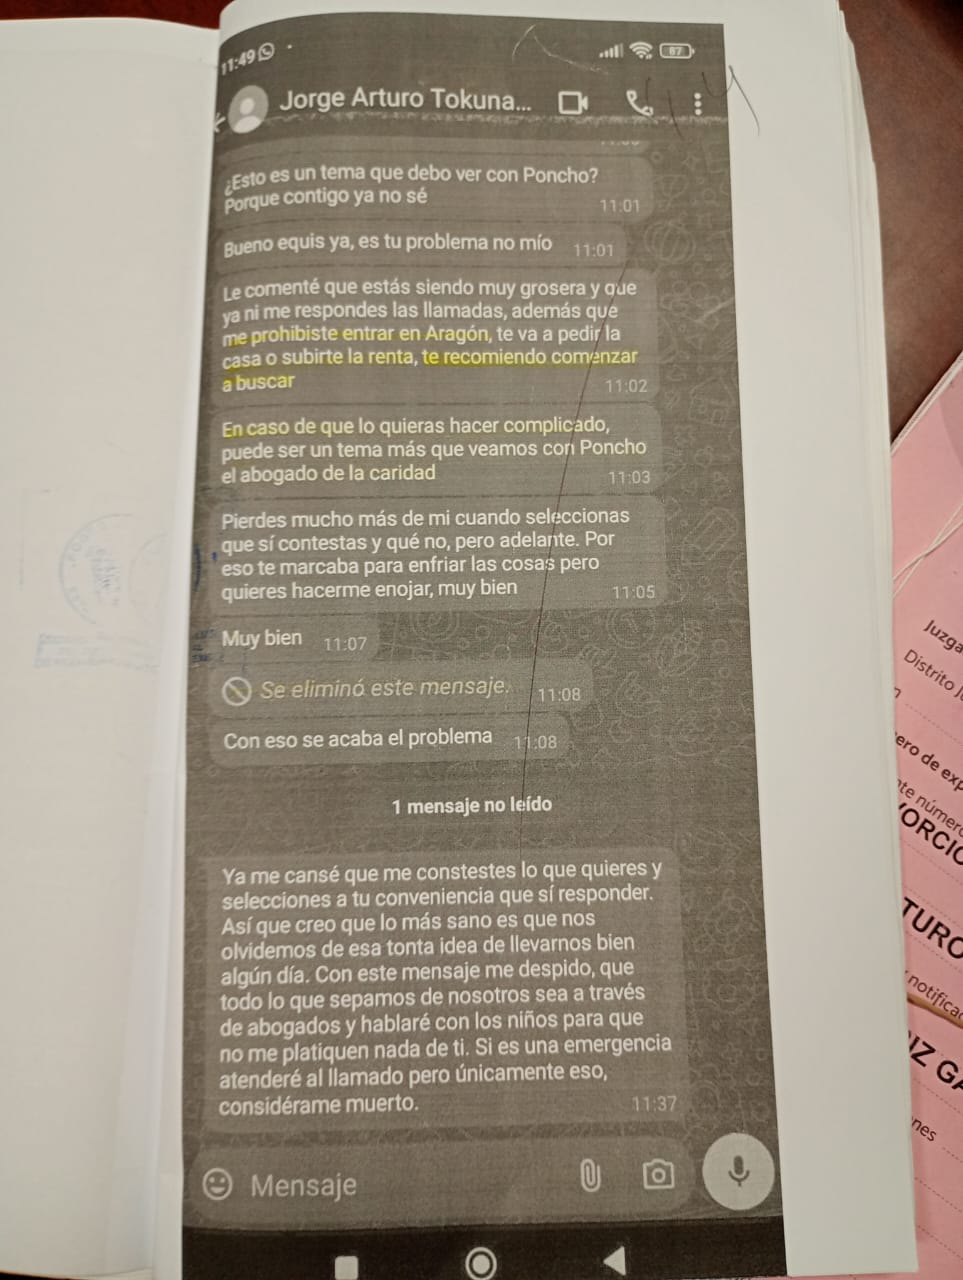 11:49
87
Jorge Arturo Tokuna...
¿Esto es un tema que debo ver con Poncho?
Porque contigo ya no sé
11:01
Bueno equis ya, es tu problema no mío 11:01
Le comenté que estás siendo muy grosera y que
ya ni me respondes las llamadas, además que
me prohibiste entrar en Aragón, te va a pedir la
casa o subirte la renta, te recomiendo comenzar
a buscar
11:02
En caso de que lo quieras hacer complicado,
puede ser un tema más que veamos con Poncho
el abogado de la caridad
11:03
Pierdes mucho más de mi cuando seleccionas
que sí contestas y qué no, pero adelante. Por
eso te marcaba para enfriar las cosas pero
quieres hacerme enojar, muy bien
11:05
Muy bien 11:07
Se eliminó este mensaje. 11:08
Con eso se acaba el problema 11:08
1 mensaje no leído
Ya me cansé que me constestes lo que quieres y
selecciones a tu conveniencia que sí responder.
Así que creo que lo más sano es que nos
olvidemos de esa tonta idea de llevarnos bien
algún día. Con este mensaje me despido, que
todo lo que sepamos de nosotros sea a través
de abogados y hablaré con los niños para que
no me platiquen nada de ti. Si es una emergencia
atenderé al llamado pero únicamente eso,
considérame muerto.
11:37
Mensaje
Juzga
Distrito J
ero de exp
te número
ORCIO
TURO
notifica
IZ GA
nes